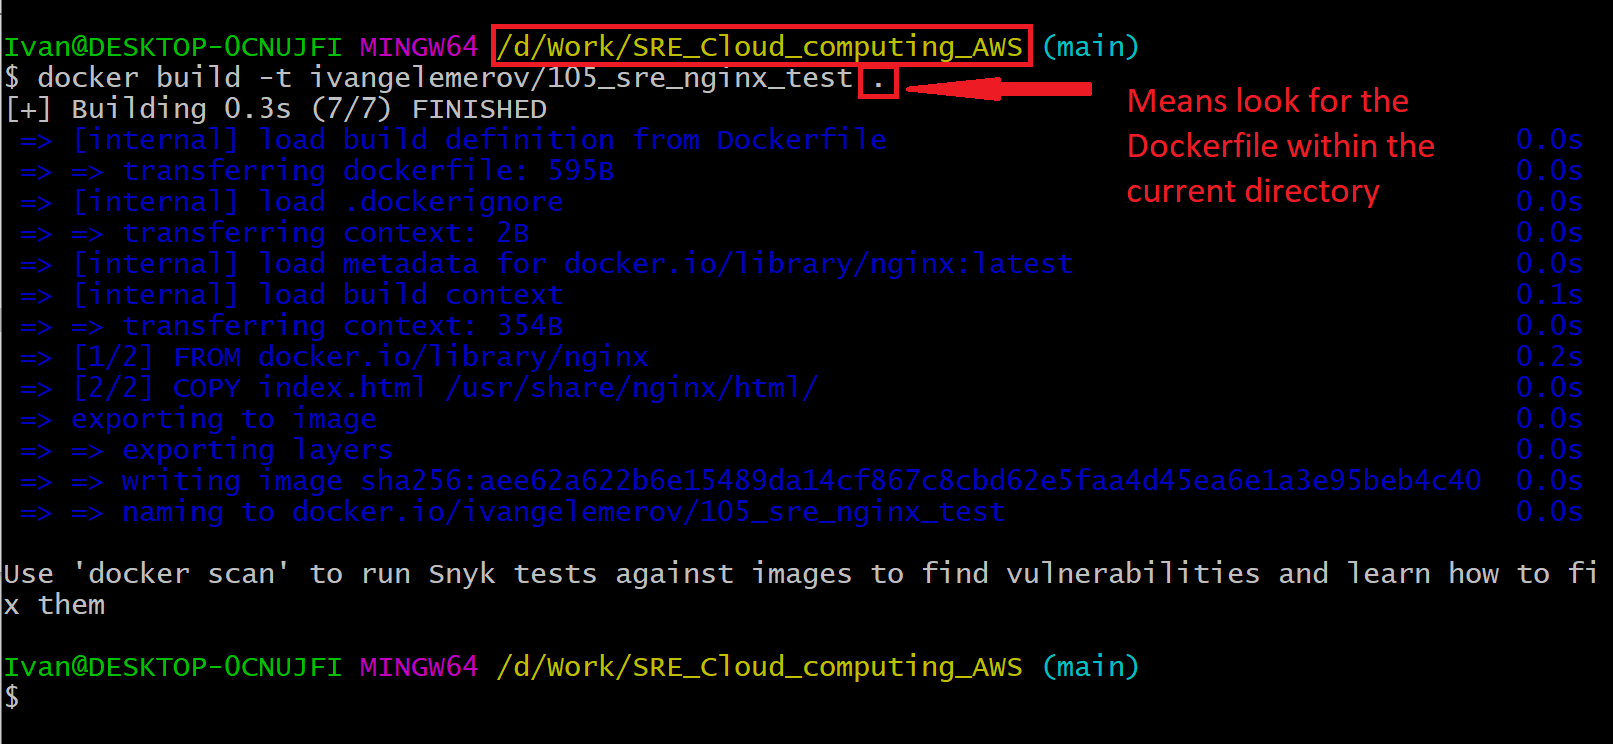 Ivan@DESKTOP-0CNUJFI MINGW64 /d/Work/SRE_Cloud_computing_AWS (main)
$ docker build -t ivangelemerov/105_sre_nginx_test .
[+] Building 0.3s (7/7) FINISHED
Means look for the
Dockerfile within the
current directory
=> [internal] load build definition from Dockerfile 0.0s
=> => transferring dockerfile: 595B 0.0s
=> [internal] load .dockerignore 0.0s
=> => transferring context: 2B 0.0s
=> [internal] load metadata for docker.io/library/nginx:latest 0.0s
=> [internal] load build context 0.1s
=> => transferring context: 354B 0.0s
=> [1/2] FROM docker.io/library/nginx 0.2s
=> [2/2] COPY index.html /usr/share/nginx/html/ 0.0s
=> exporting to image 0.0s
=> => exporting layers 0.0s
=> => writing image sha256:aee62a622b6e15489da14cf867c8cbd62e5faa4d45ea6e1a3e95beb4c40 0.0s
=> => naming to docker.io/ivangelemerov/105_sre_nginx_test 0.0s
Use 'docker scan' to run Snyk tests against images to find vulnerabilities and learn how to fi
x them
Ivan@DESKTOP-0CNUJFI MINGW64 /d/Work/SRE_Cloud_computing_AWS (main)
$